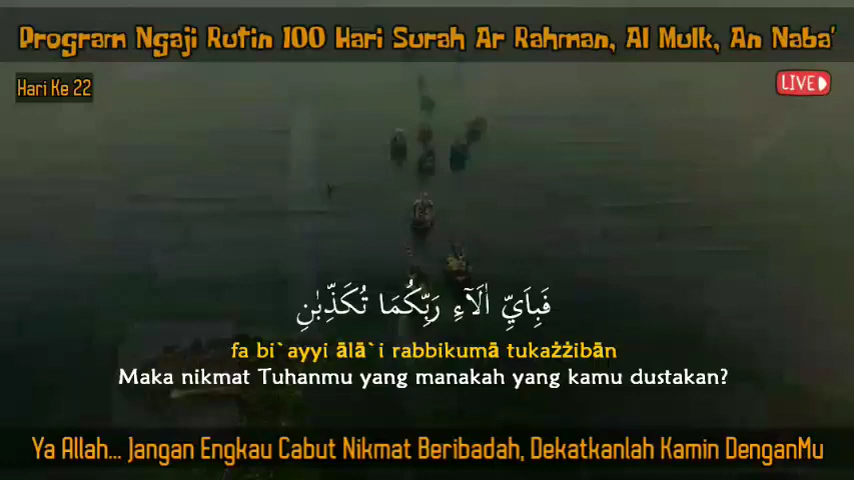 Program Ngaji Rutin 100 Hari Surah Ar Rahman, Al Mulk, An Naba'
Hari Ke 22
LIVE
فَبِاَيِّ اٰلَاۤءِ رَبِّكُمَا تُكَذِّبٰنِ
fa bi`ayyi ālā`i rabbikumā tukażżibān
Maka nikmat Tuhanmu yang manakah yang kamu dustakan?
Ya Allah... Jangan Engkau Cabut Nikmat Beribadah, Dekatkanlah Kamin DenganMu